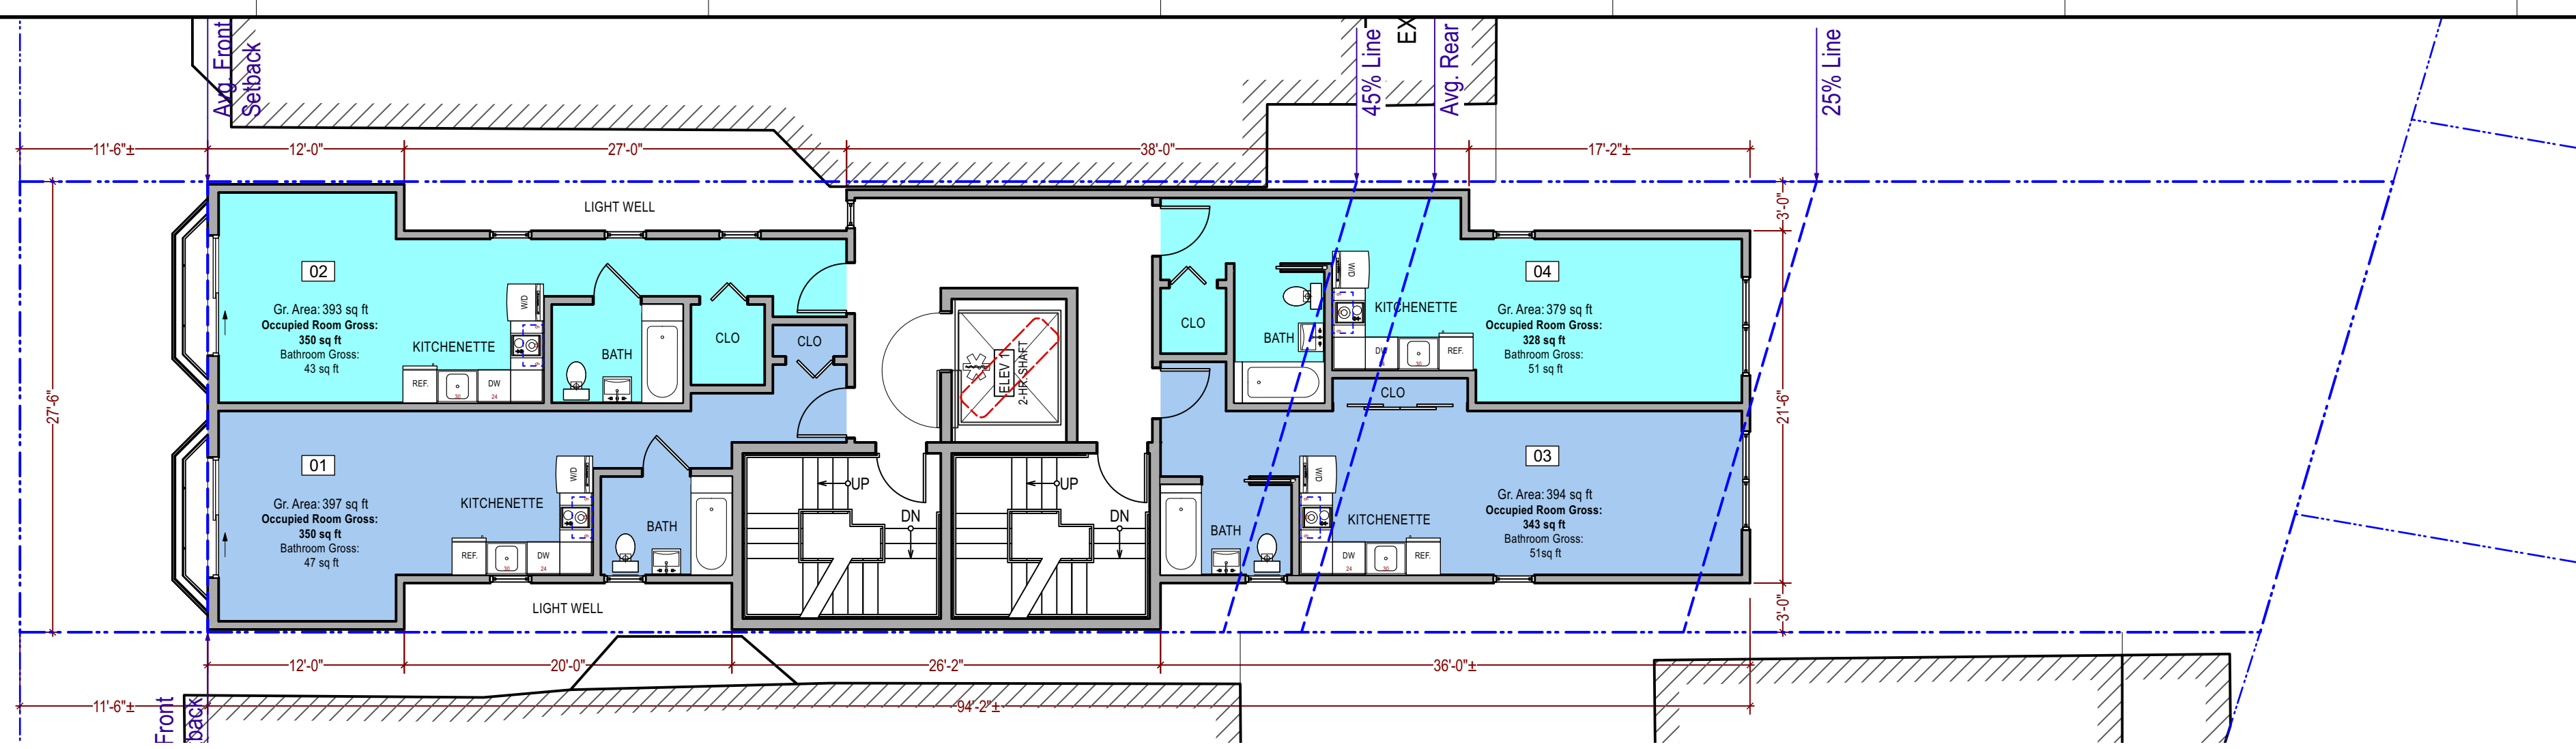 Avg. Front
Setback
EX
45% Line
Avg. Rear
25% Line
11'-6"±
12'-0"
27'-0"
38'-0"
17'-2"±
LIGHT WELL
3'-0"
02
Gr. Area: 393 sq ft
Occupied Room Gross:
350 sq ft
Bathroom Gross:
43 sq ft
KITCHENETTE
W/D
REF.
30
DW
24
BATH
CLO
CLO
ELEV 1
2-HR. SHAFT
CLO
BATH
W/D
KITCHENETTE
DW
30
REF.
04
Gr. Area: 379 sq ft
Occupied Room Gross:
328 sq ft
Bathroom Gross:
51 sq ft
CLO
27'-6"
21'-6"
01
Gr. Area: 397 sq ft
Occupied Room Gross:
350 sq ft
Bathroom Gross:
47 sq ft
KITCHENETTE
W/D
REF.
30
DW
24
BATH
UP
DN
UP
DN
BATH
W/D
KITCHENETTE
DW
24
30
REF.
03
Gr. Area: 394 sq ft
Occupied Room Gross:
343 sq ft
Bathroom Gross:
51sq ft
LIGHT WELL
3'-0"
12'-0"
20'-0"
26'-2"
36'-0"±
11'-6"±
94'-2"±
Front
back